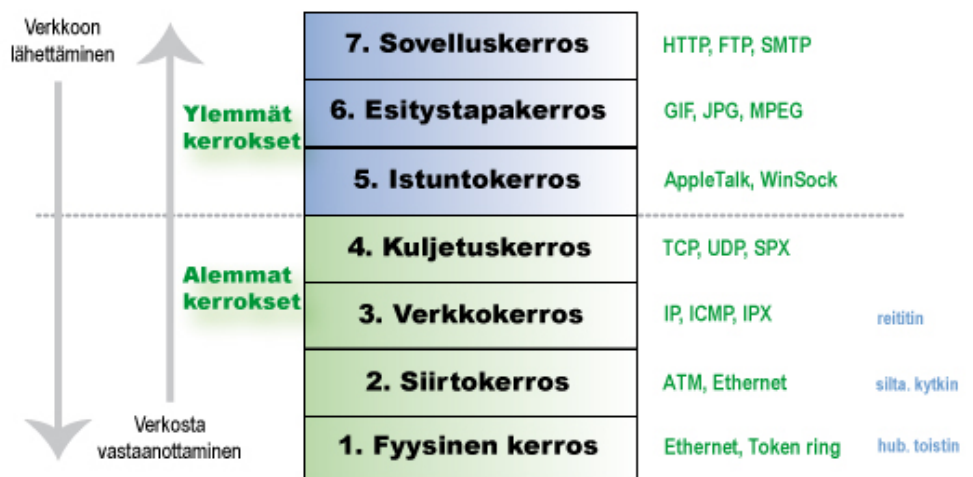 Verkkoon
lähettäminen
7. Sovelluskerros
HTTP, FTP, SMTP
Ylemmät
kerrokset
6. Esitystapakerros
GIF, JPG, MPEG
5. Istuntokerros
AppleTalk, WinSock
4. Kuljetuskerros
TCP, UDP, SPX
Alemmat
kerrokset
3. Verkkokerros
IP, ICMP, IPX
reititin
2. Siirtokerros
ATM, Ethernet
silta. kytkin
Verkosta
vastaanottaminen
1. Fyysinen kerros
Ethernet, Token ring
hub. toistin